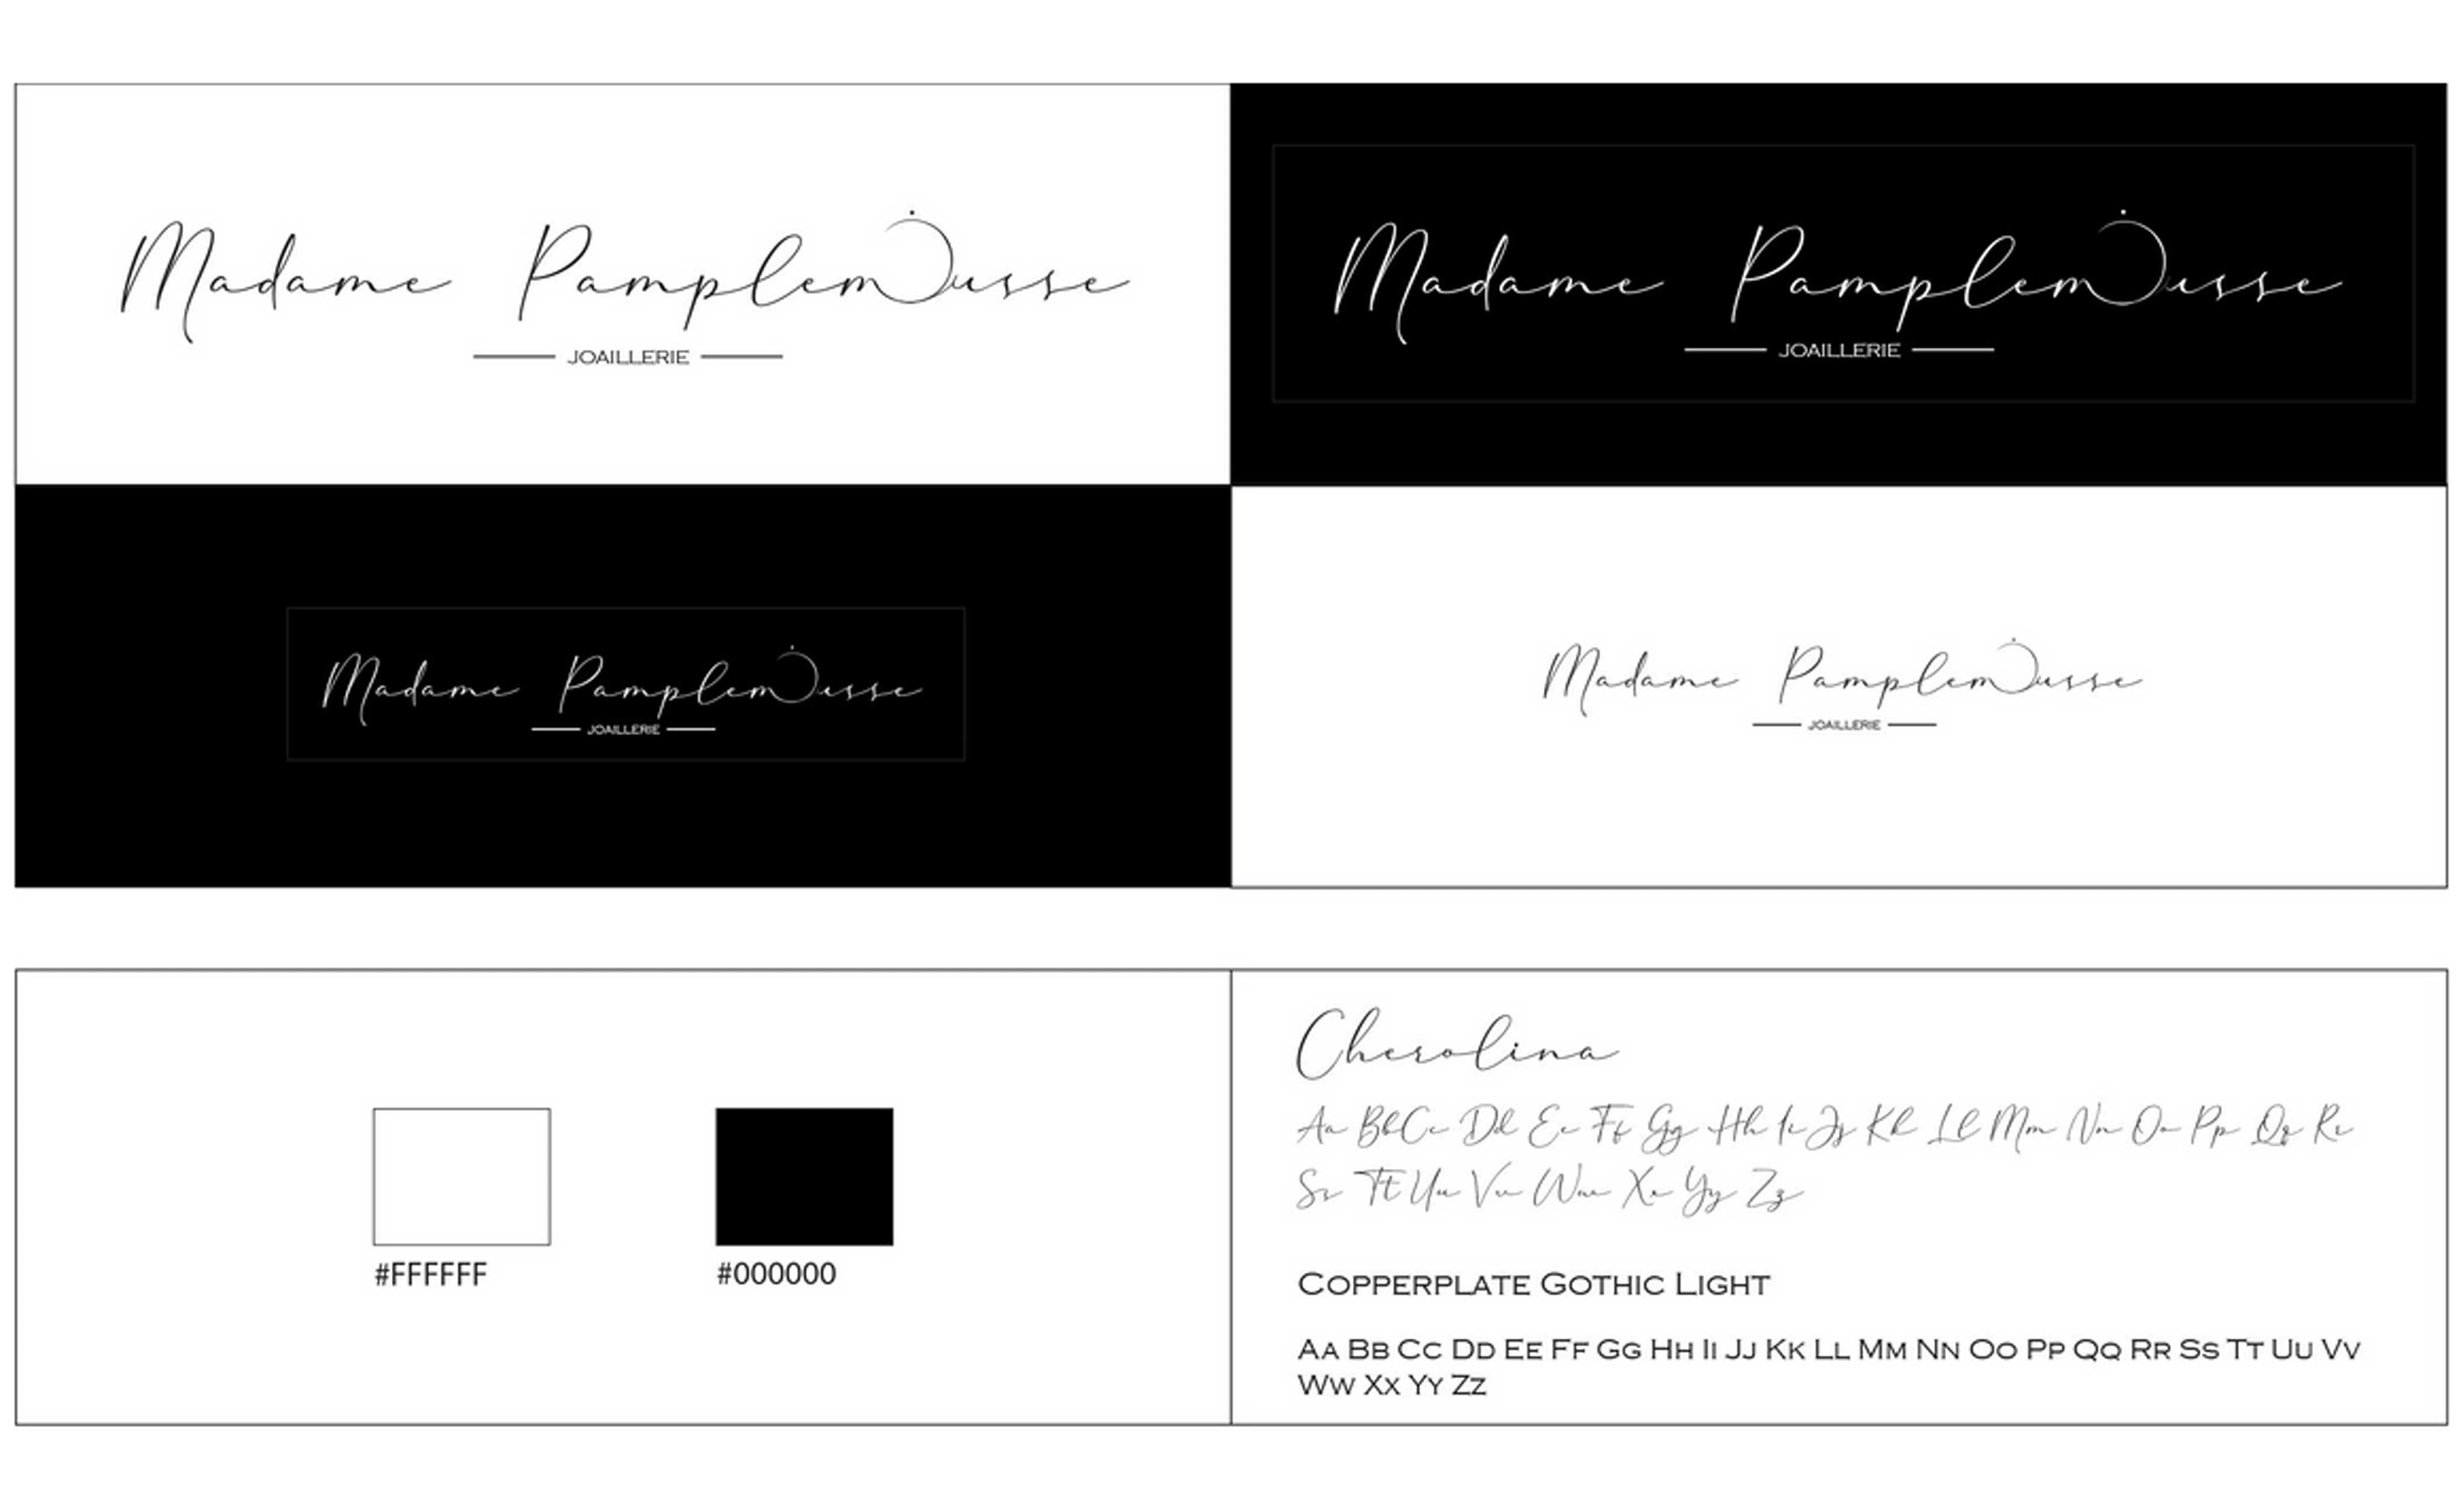 Madame Pamplemousse
JOAILLERIE
Madame Pamplemousse
JOAILLERIE
Madame Pamplemousse
JOAILLERIE
Madame Pamplemousse
JOAILLERIE
#FFFFFF
#000000
Cherolina
Aa Bb Cc Dd Ee Ff Gg Hh Ii Jj Kk Ll Mm Nn Oo Pp Qq Rr
Ss Tt Uu Vv Ww Xx Yy Zz
Copperplate Gothic Light
Aa Bb Cc Dd Ee Ff Gg Hh Ii Jj Kk Ll Mm Nn Oo Pp Qq Rr Ss Tt Uu Vv
Ww Xx Yy Zz